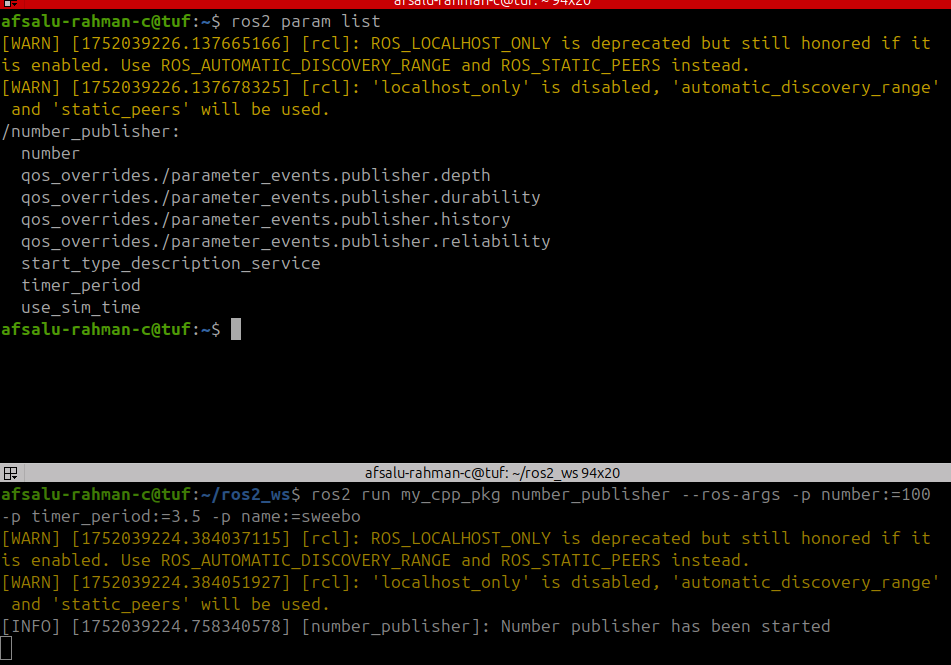 afsalu-rahman-c@tuf: ~ 94x20
afsalu-rahman-c@tuf:~$ ros2 param list
[WARN] [1752039226.137665166] [rcl]: ROS_LOCALHOST_ONLY is deprecated but still honored if it
is enabled. Use ROS_AUTOMATIC_DISCOVERY_RANGE and ROS_STATIC_PEERS instead.
[WARN] [1752039226.137678325] [rcl]: 'localhost_only' is disabled, 'automatic_discovery_range'
and 'static_peers' will be used.
/number_publisher:
number
qos_overrides./parameter_events.publisher.depth
qos_overrides./parameter_events.publisher.durability
qos_overrides./parameter_events.publisher.history
qos_overrides./parameter_events.publisher.reliability
start_type_description_service
timer_period
use_sim_time
afsalu-rahman-c@tuf:~$
afsalu-rahman-c@tuf: ~/ros2_ws 94x20
afsalu-rahman-c@tuf:~/ros2_ws$ ros2 run my_cpp_pkg number_publisher --ros-args -p number:=100
-p timer_period:=3.5 -p name:=sweebo
[WARN] [1752039224.384037115] [rcl]: ROS_LOCALHOST_ONLY is deprecated but still honored if it
is enabled. Use ROS_AUTOMATIC_DISCOVERY_RANGE and ROS_STATIC_PEERS instead.
[WARN] [1752039224.384051927] [rcl]: 'localhost_only' is disabled, 'automatic_discovery_range'
and 'static_peers' will be used.
[INFO] [1752039224.758340578] [number_publisher]: Number publisher has been started